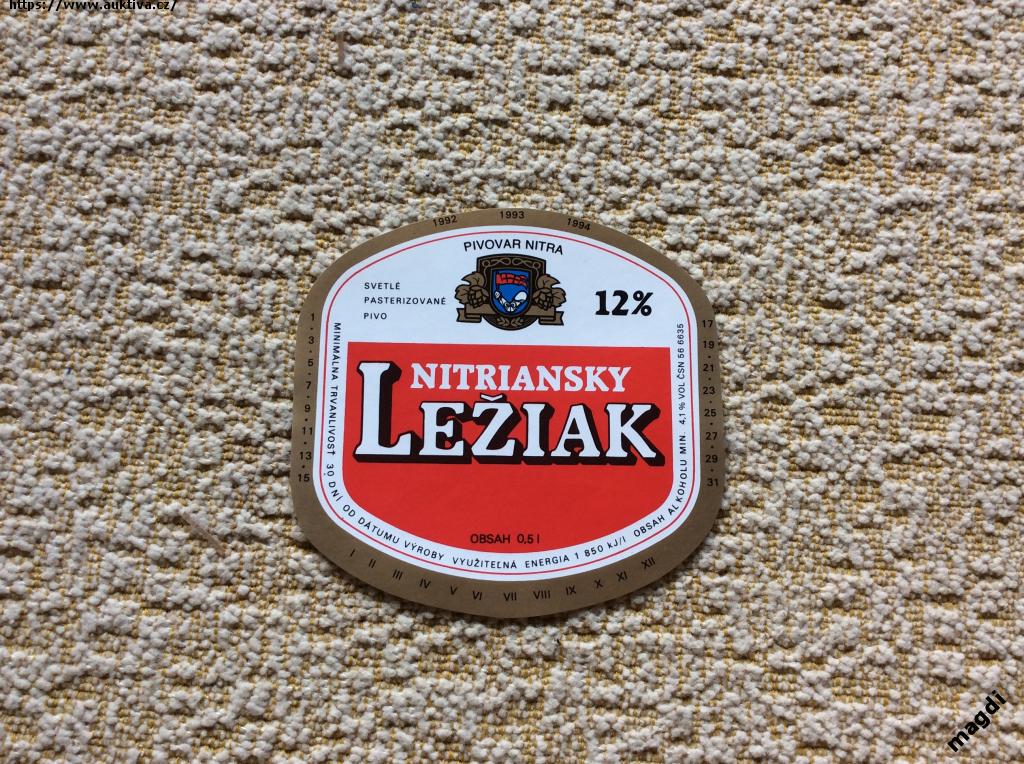 https://www.auktiva.cz/
1992 1993 1994
PIVOVAR NITRA
SVETLÉ
PASTERIZOVANÉ
PIVO
12%
NITRIANSKY
LEŽIAK
OBSAH 0,5 l
MINIMÁLNA TRVANLIVOSŤ 30 DNÍ OD DÁTUMU VÝROBY VYUŽITEĽNÁ ENERGIA 1 850 kJ/l OBSAH ALKOHOLU MIN. 4,1 % VOL ČSN 56 6635
1 · 3 · 5 · 7 · 9 · 11 · 13 · 15
17 · 19 · 21 · 23 · 25 · 27 · 29 · 31
I II III IV V VI VII VIII IX X XI XII
magdi